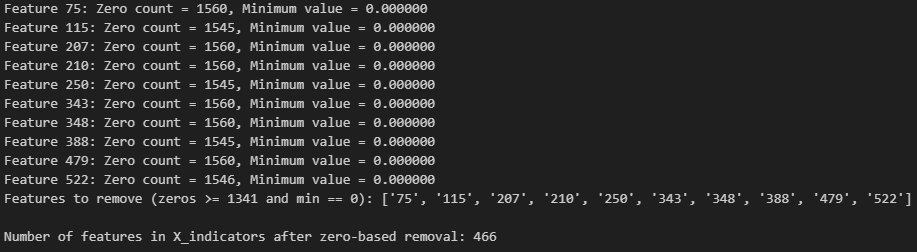 Feature 75: Zero count = 1560, Minimum value = 0.000000
Feature 115: Zero count = 1545, Minimum value = 0.000000
Feature 207: Zero count = 1560, Minimum value = 0.000000
Feature 210: Zero count = 1560, Minimum value = 0.000000
Feature 250: Zero count = 1545, Minimum value = 0.000000
Feature 343: Zero count = 1560, Minimum value = 0.000000
Feature 348: Zero count = 1560, Minimum value = 0.000000
Feature 388: Zero count = 1545, Minimum value = 0.000000
Feature 479: Zero count = 1560, Minimum value = 0.000000
Feature 522: Zero count = 1546, Minimum value = 0.000000
Features to remove (zeros >= 1341 and min == 0): ['75', '115', '207', '210', '250', '343', '348', '388', '479', '522']
Number of features in X_indicators after zero-based removal: 466